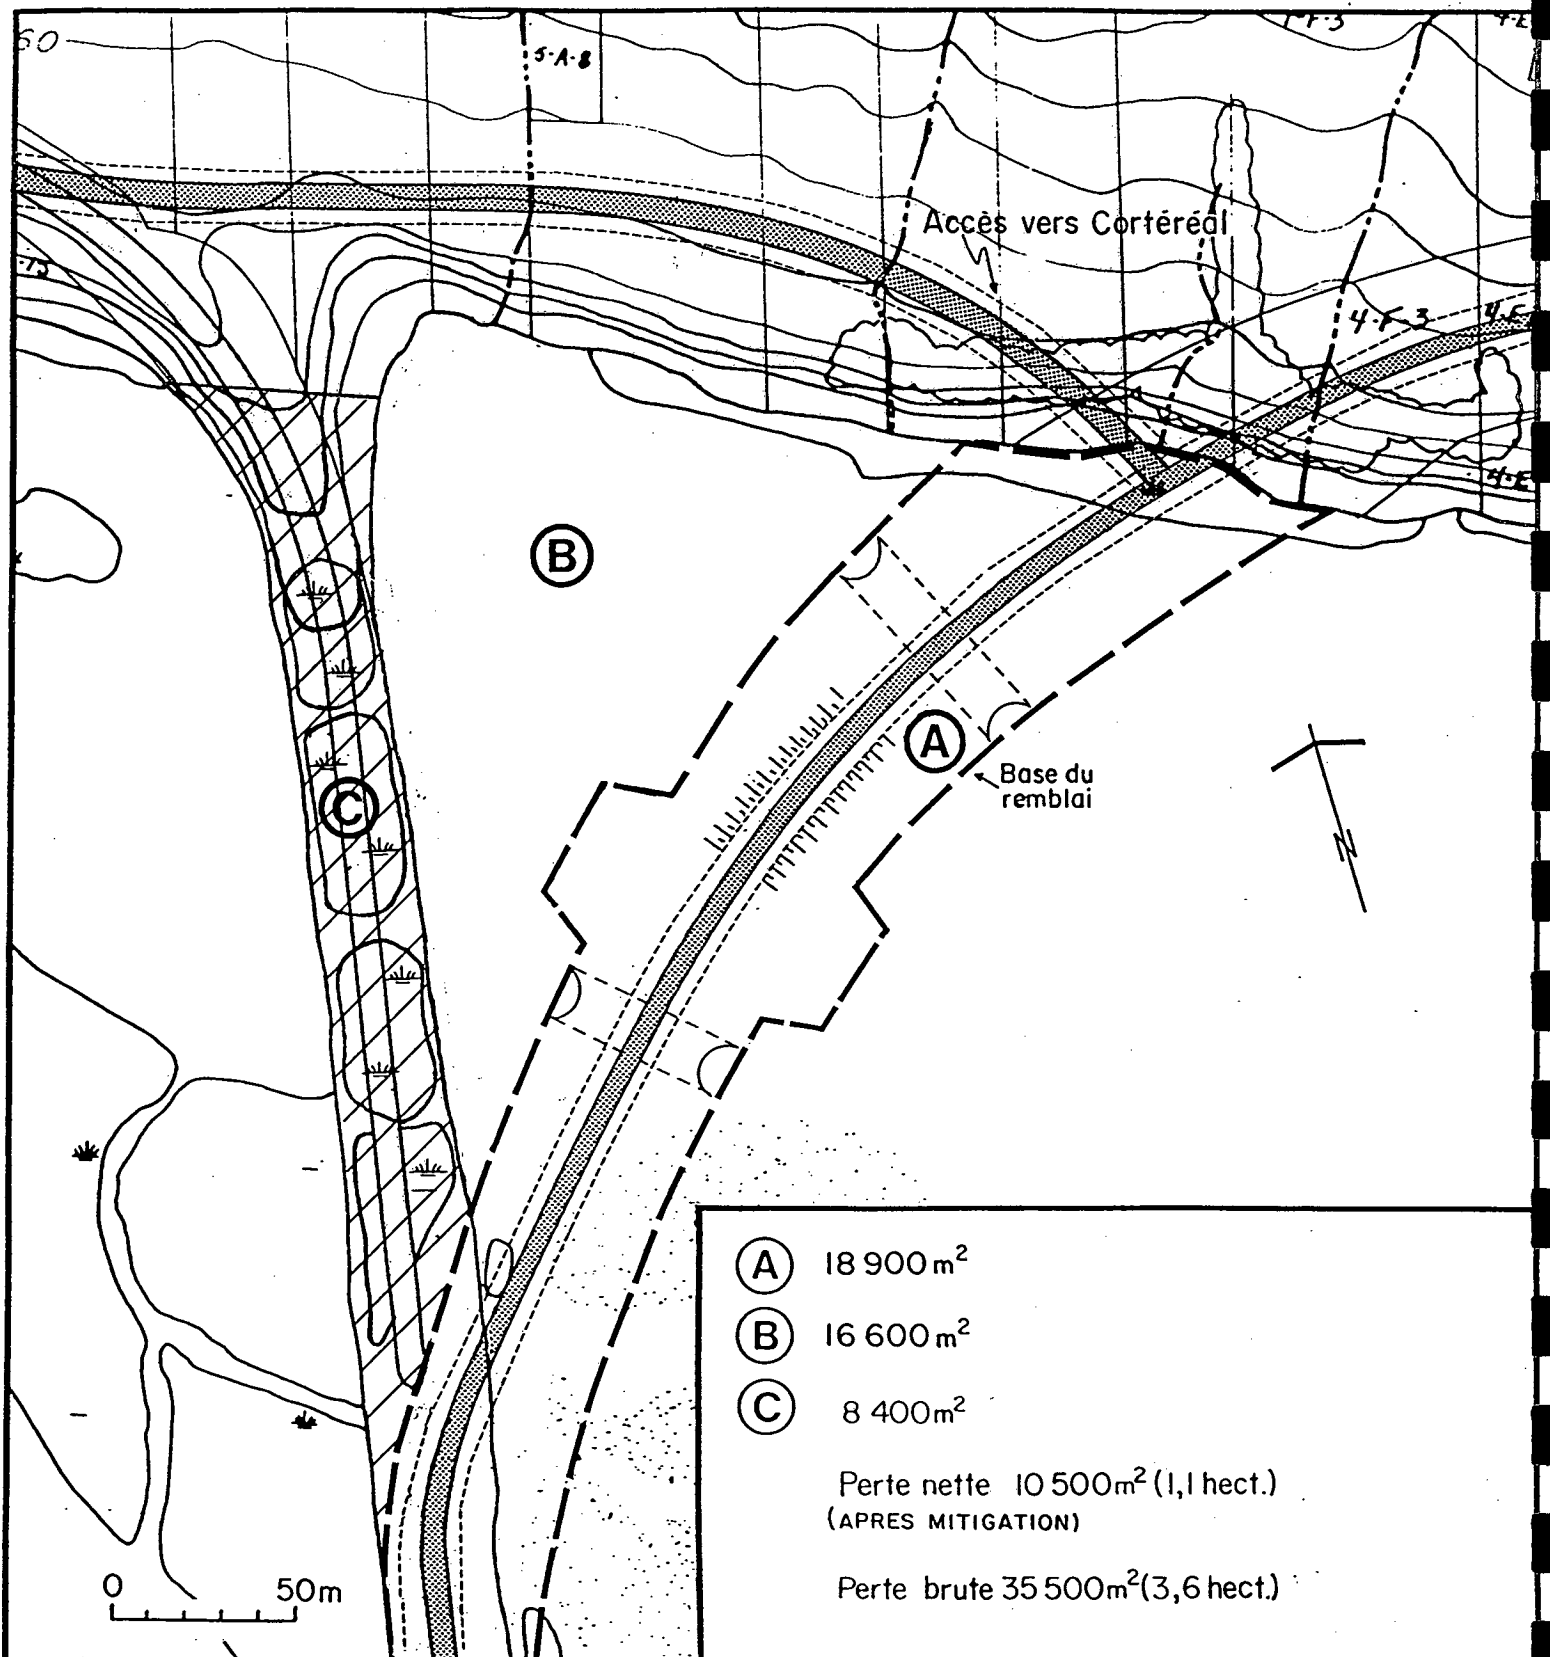 60
5-A-8
Accès vers Cortéréal
4-F-3
B
A
Base du
remblai
C
N
A 18 900 m²
B 16 600 m²
C 8 400 m²
Perte nette 10 500 m² (1,1 hect.)
(APRES MITIGATION)
Perte brute 35 500 m² (3,6 hect.)
0 50 m